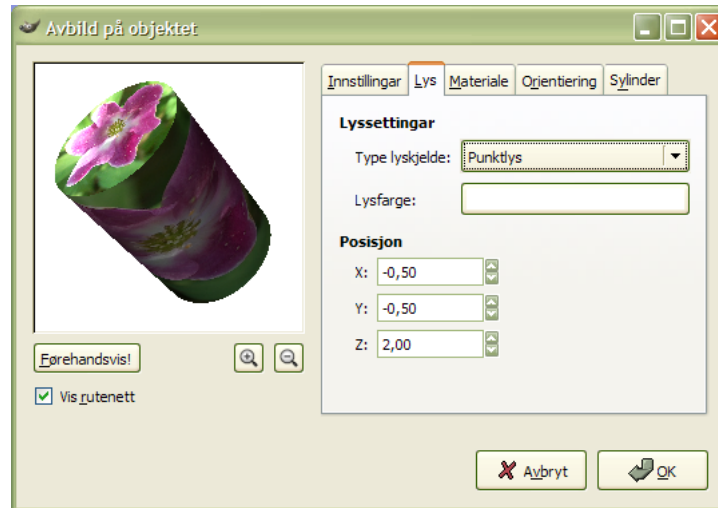 Avbild på objektet
Innstillingar Lys Materiale Orientiering Sylinder
Lyssettingar
Type lyskjelde: Punktlys
Lysfarge:
Posisjon
X: -0,50
Y: -0,50
Z: 2,00
Førehandsvis!
Vis rutenett
Avbryt OK